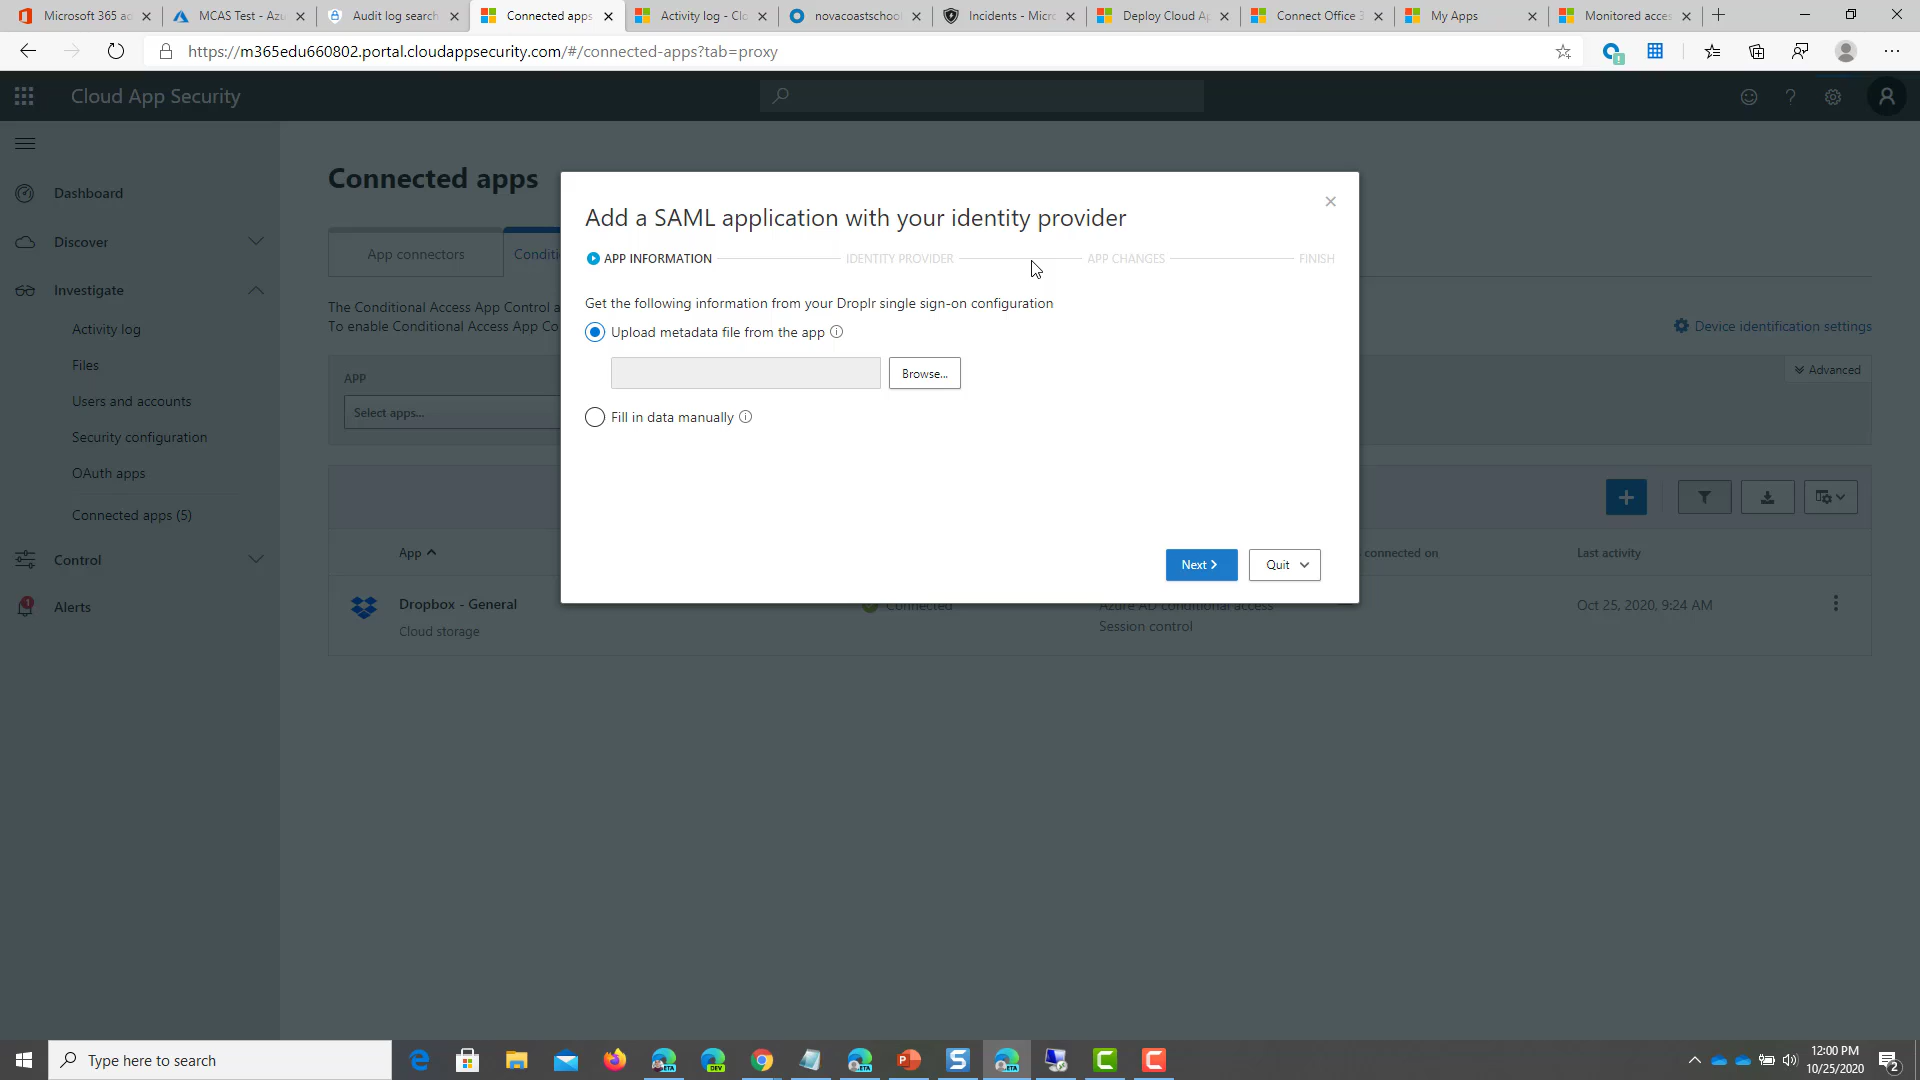 Microsoft 365 ad
MCAS Test - Azu
Audit log search
Connected apps
Activity log - Clo
novacoastschool
Incidents - Micro
Deploy Cloud Ap
Connect Office 3
My Apps
Monitored acces
https://m365edu660802.portal.cloudappsecurity.com/#/connected-apps?tab=proxy
Cloud App Security
Dashboard
Discover
Investigate
Activity log
Files
Users and accounts
Security configuration
OAuth apps
Connected apps (5)
Control
Alerts
Connected apps
App connectors
Conditi
The Conditional Access App Control a
To enable Conditional Access App Co
Device identification settings
APP
Select apps...
Advanced
App
connected on
Last activity
Dropbox - General
Cloud storage
Connected
Azure AD conditional access
Session control
Oct 25, 2020, 9:24 AM
Add a SAML application with your identity provider
APP INFORMATION
IDENTITY PROVIDER
APP CHANGES
FINISH
Get the following information from your Droplr single sign-on configuration
Upload metadata file from the app
Browse...
Fill in data manually
Next
Quit
Type here to search
12:00 PM
10/25/2020
2